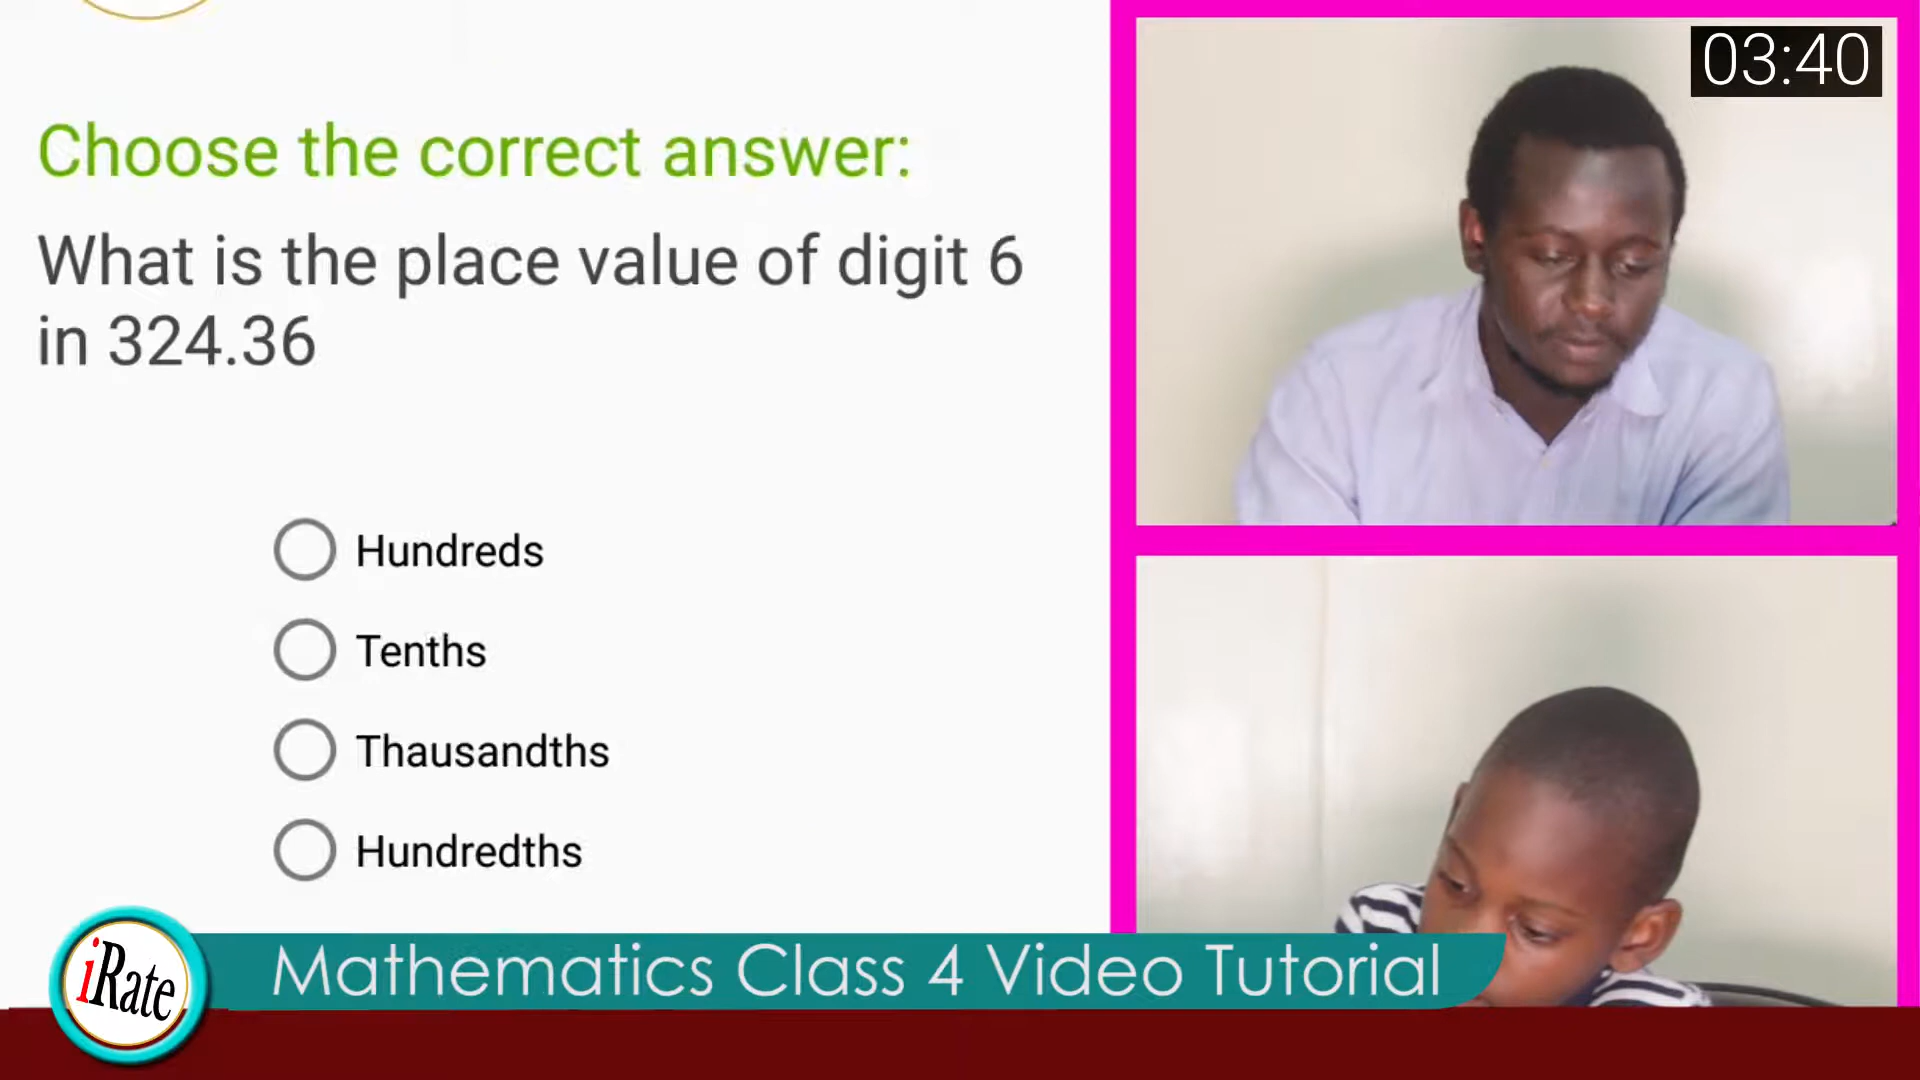 03:40
Choose the correct answer:
What is the place value of digit 6
in 324.36
Hundreds
Tenths
Thausandths
Hundredths
iRate
Mathematics Class 4 Video Tutorial